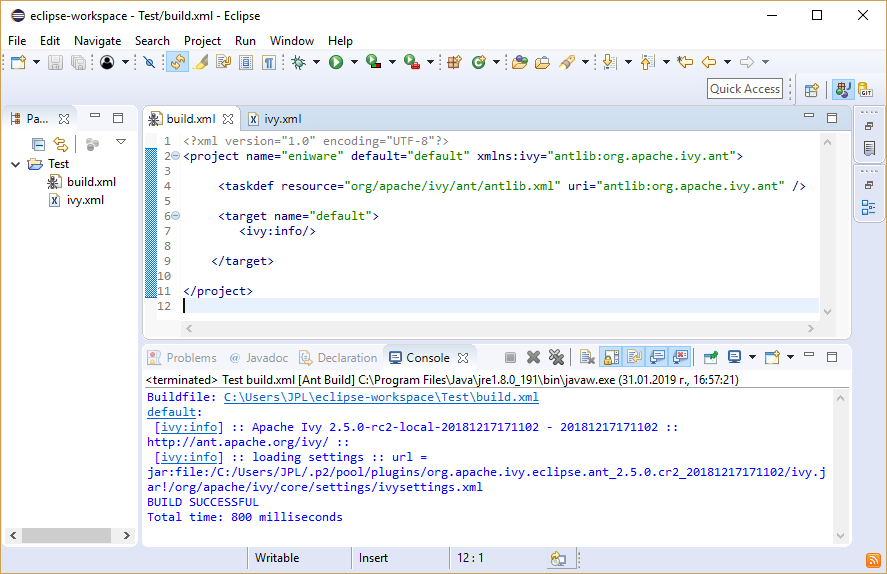 eclipse-workspace - Test/build.xml - Eclipse
File Edit Navigate Search Project Run Window Help
Quick Access
GIT
Pa...
build.xml
ivy.xml
Test
build.xml
ivy.xml
1 <?xml version="1.0" encoding="UTF-8"?>
2 <project name="eniware" default="default" xmlns:ivy="antlib:org.apache.ivy.ant">
3
4 <taskdef resource="org/apache/ivy/ant/antlib.xml" uri="antlib:org.apache.ivy.ant" />
5
6 <target name="default">
7 <ivy:info/>
8
9 </target>
10
11 </project>
12
Problems @ Javadoc Declaration Console
<terminated> Test build.xml [Ant Build] C:\Program Files\Java\jre1.8.0_191\bin\javaw.exe (31.01.2019 г., 16:57:21)
Buildfile: C:\Users\JPL\eclipse-workspace\Test\build.xml
default:
[ivy:info] :: Apache Ivy 2.5.0-rc2-local-20181217171102 - 20181217171102 ::
http://ant.apache.org/ivy/ ::
[ivy:info] :: loading settings :: url =
jar:file:/C:/Users/JPL/.p2/pool/plugins/org.apache.ivy.eclipse.ant_2.5.0.cr2_20181217171102/ivy.j
ar!/org/apache/ivy/core/settings/ivysettings.xml
BUILD SUCCESSFUL
Total time: 800 milliseconds
Writable Insert 12 : 1